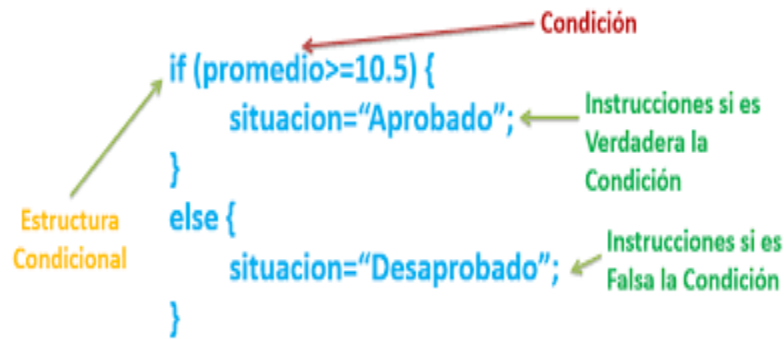 Condición
if (promedio>=10.5) {
situacion=“Aprobado”;
Instrucciones si es
Verdadera la
Condición
}
Estructura
Condicional
else {
situacion=“Desaprobado”;
Instrucciones si es
Falsa la Condición
}